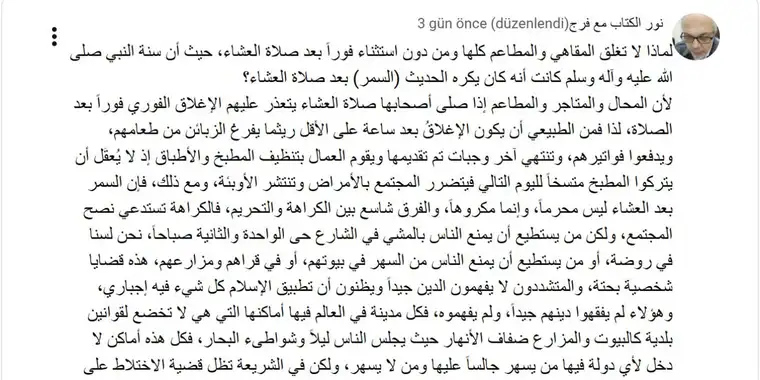 نور الكتاب مع فرج(düzenlendi) 3 gün önce
لماذا لا تغلق المقاهي والمطاعم كلها ومن دون استثناء فوراً بعد صلاة العشاء، حيث أن سنة النبي صلى
الله عليه وآله وسلم كانت أنه كان يكره الحديث (السمر) بعد صلاة العشاء؟
لأن المحال والمتاجر والمطاعم إذا صلى أصحابها صلاة العشاء يتعذر عليهم الإغلاق الفوري فوراً بعد
الصلاة، لذا فمن الطبيعي أن يكون الإغلاقُ بعد ساعة على الأقل ريثما يفرغ الزبائن من طعامهم،
ويدفعوا فواتيرهم، وتنتهي آخر وجبات تم تقديمها ويقوم العمال بتنظيف المطبخ والأطباق إذ لا يُعقَل أن
يتركوا المطبخ متسخاً لليوم التالي فيتضرر المجتمع بالأمراض وتنتشر الأوبئة، ومع ذلك، فإن السمر
بعد العشاء ليس محرماً، وإنما مكروهاً، والفرق شاسع بين الكراهة والتحريم، فالكراهة تستدعي نصح
المجتمع، ولكن من يستطيع أن يمنع الناس بالمشي في الشارع حى الواحدة والثانية صباحاً، نحن لسنا
في روضة، أو من يستطيع أن يمنع الناس من السهر في بيوتهم، أو في قراهم ومزارعهم، هذه قضايا
شخصية بحتة، والمتشددون لا يفهمون الدين جيداً ويظنون أن تطبيق الإسلام كل شيء فيه إجباري،
وهؤلاء لم يفقهوا دينهم جيداً، ولم يفهموه، فكل مدينة في العالم فيها أماكنها التي هي لا تخضع لقوانين
بلدية كالبيوت والمزارع ضفاف الأنهار حيث يجلس الناس ليلاً وشواطىء البحار، فكل هذه أماكن لا
دخل لأي دولة فيها من يسهر جالساً عليها ومن لا يسهر، ولكن في الشريعة تظل قضية الاختلاط على